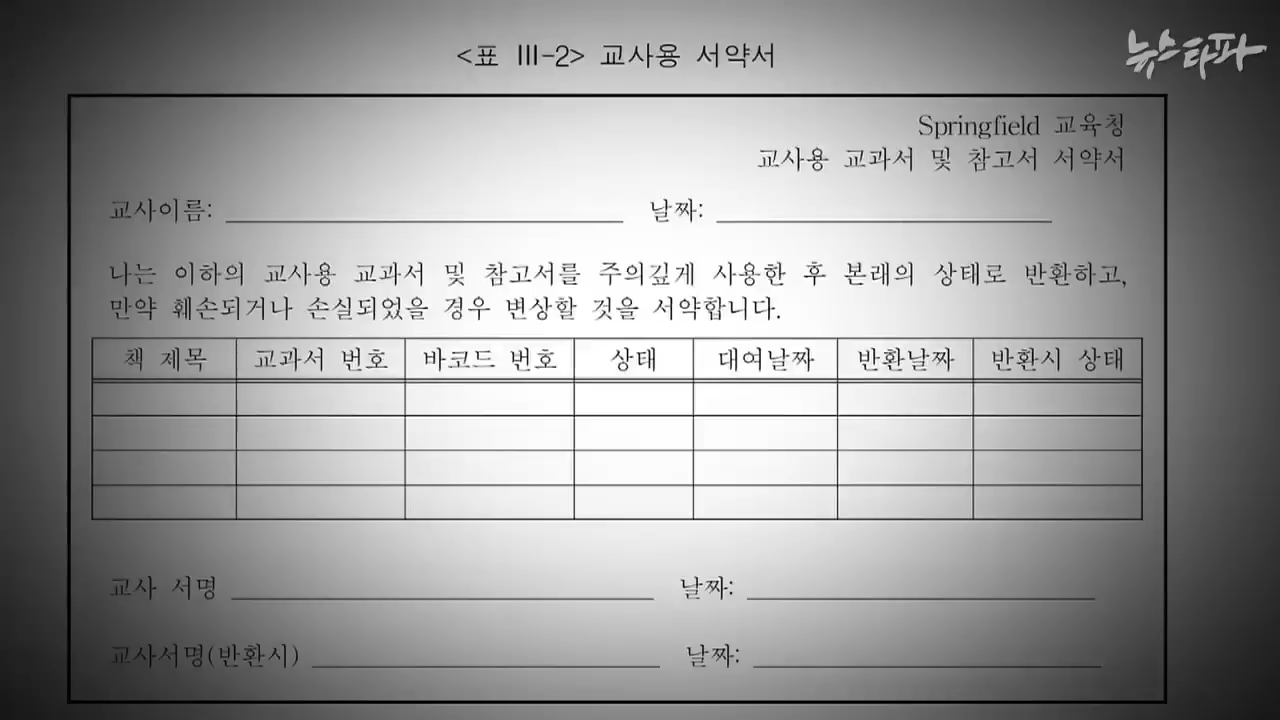 뉴스타파
<표 Ⅲ-2> 교사용 서약서
Springfield 교육청
교사용 교과서 및 참고서 서약서
교사이름: 날짜:
나는 이하의 교사용 교과서 및 참고서를 주의깊게 사용한 후 본래의 상태로 반환하고,
만약 훼손되거나 손실되었을 경우 변상할 것을 서약합니다.
책 제목 교과서 번호 바코드 번호 상태 대여날짜 반환날짜 반환시 상태
교사 서명 날짜:
교사서명(반환시) 날짜: